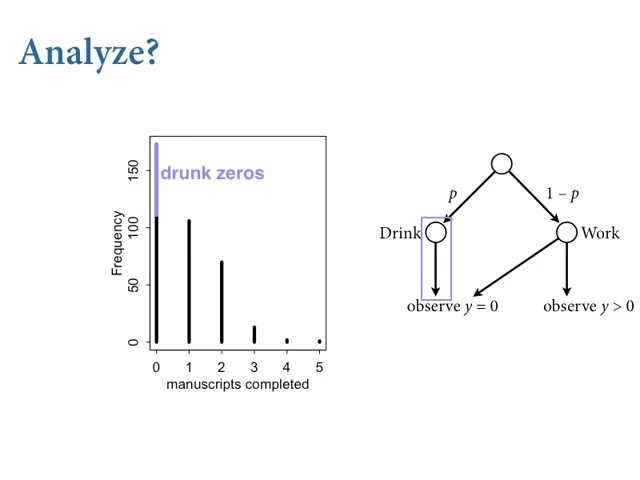 Analyze?
drunk zeros
Frequency
150
100
50
0
0 1 2 3 4 5
manuscripts completed
p
1 – p
Drink
Work
observe y = 0
observe y > 0